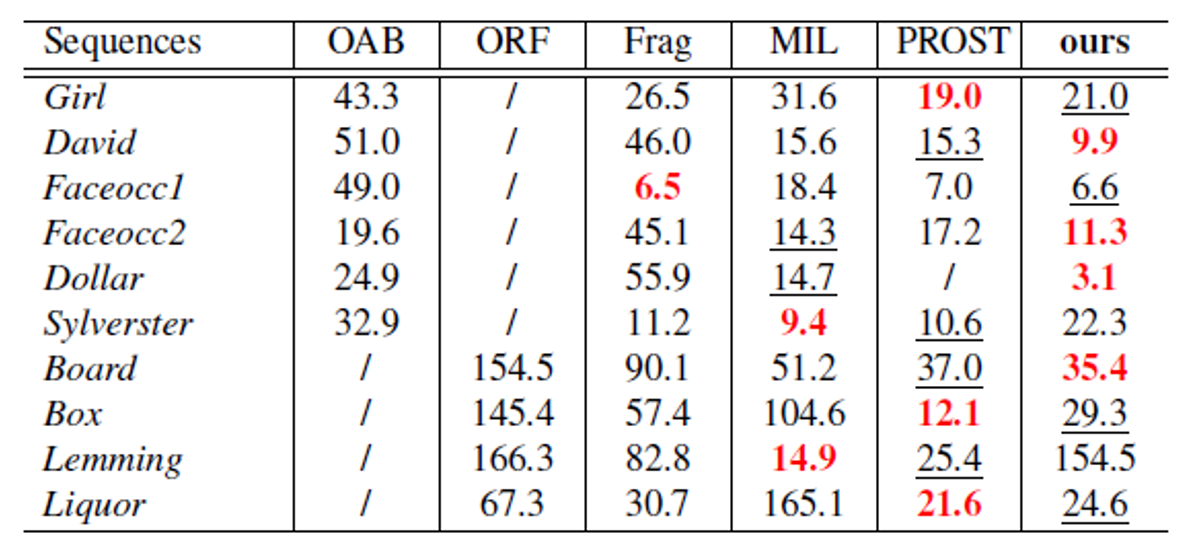 Sequences OAB ORF Frag MIL PROST ours
Girl 43.3 / 26.5 31.6 19.0 21.0
David 51.0 / 46.0 15.6 15.3 9.9
Faceocc1 49.0 / 6.5 18.4 7.0 6.6
Faceocc2 19.6 / 45.1 14.3 17.2 11.3
Dollar 24.9 / 55.9 14.7 / 3.1
Sylverster 32.9 / 11.2 9.4 10.6 22.3
Board / 154.5 90.1 51.2 37.0 35.4
Box / 145.4 57.4 104.6 12.1 29.3
Lemming / 166.3 82.8 14.9 25.4 154.5
Liquor / 67.3 30.7 165.1 21.6 24.6